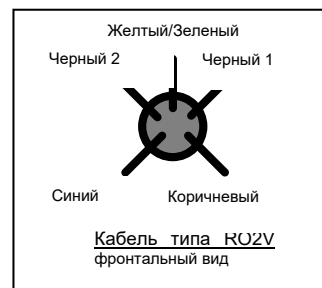 Желтый/Зеленый
Черный 2 Черный 1
Синий Коричневый
Кабель типа RO2V
фронтальный вид